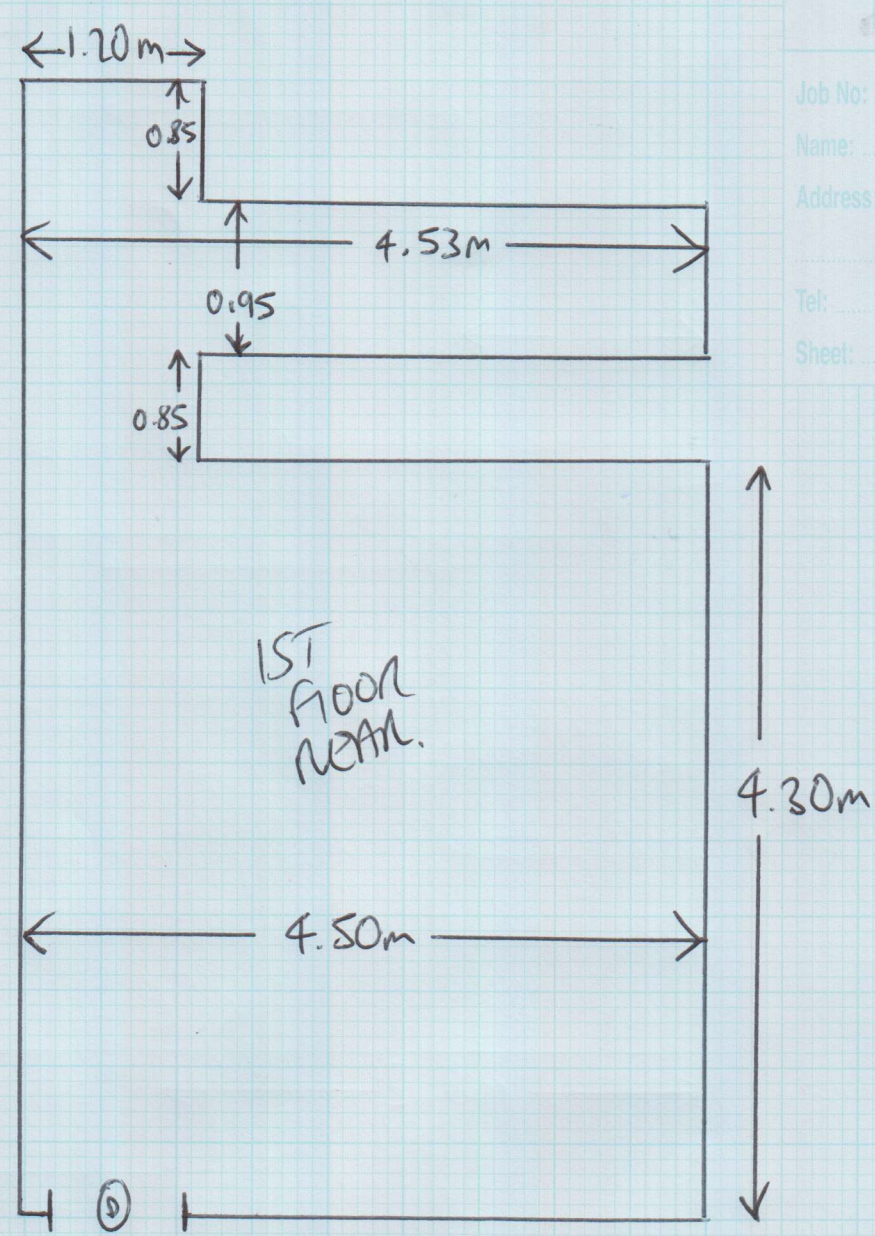 1.20m
0.85
Job No:
Name:
Address
4.53m
0.95
Tel:
Sheet:
0.85
1ST
FLOOR
REAR.
4.30m
4.50m
D